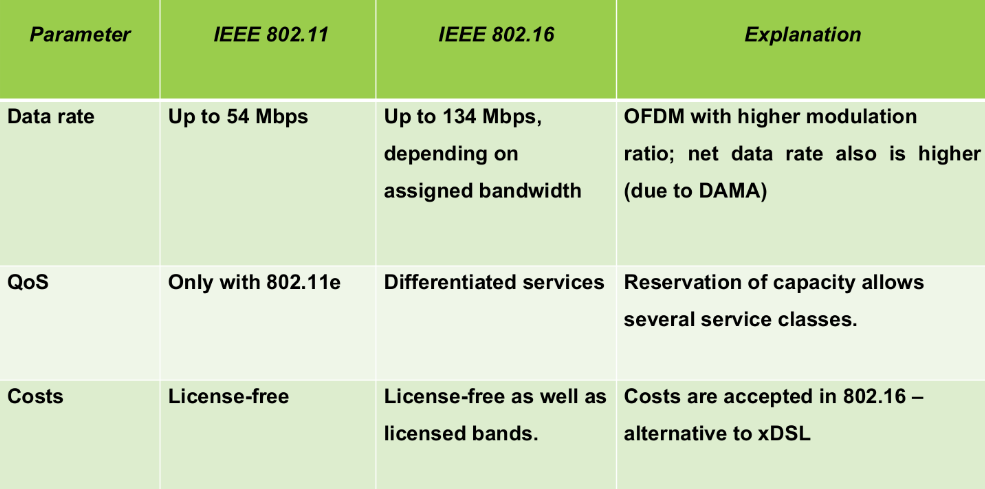 Parameter IEEE 802.11 IEEE 802.16 Explanation
Data rate
Up to 54 Mbps
Up to 134 Mbps,
depending on
assigned bandwidth
OFDM with higher modulation
ratio; net data rate also is higher
(due to DAMA)
QoS
Only with 802.11e
Differentiated services
Reservation of capacity allows
several service classes.
Costs
License-free
License-free as well as
licensed bands.
Costs are accepted in 802.16 –
alternative to xDSL